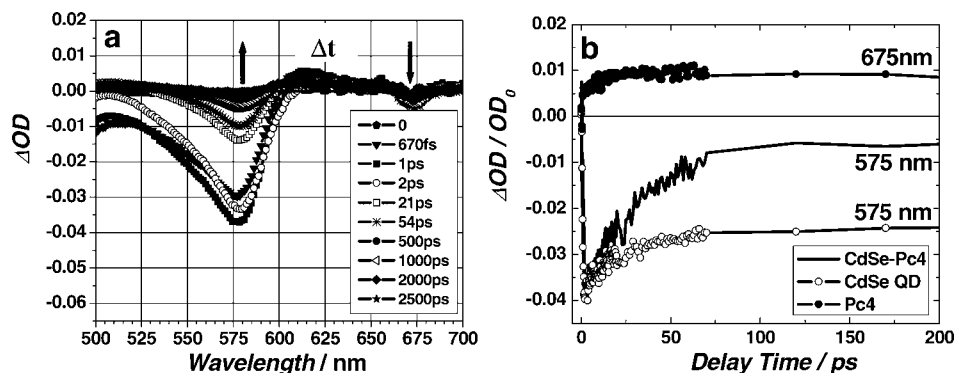 a
Δt
ΔOD
0.02
0.01
0.00
-0.01
-0.02
-0.03
-0.04
-0.05
-0.06
0
670fs
1ps
2ps
21ps
54ps
500ps
1000ps
2000ps
2500ps
500 525 550 575 600 625 650 675 700
Wavelength / nm
b
ΔOD / OD0
0.02
0.01
0.00
-0.01
-0.02
-0.03
-0.04
675nm
575 nm
575 nm
CdSe-Pc4
CdSe QD
Pc4
0 50 100 150 200
Delay Time / ps